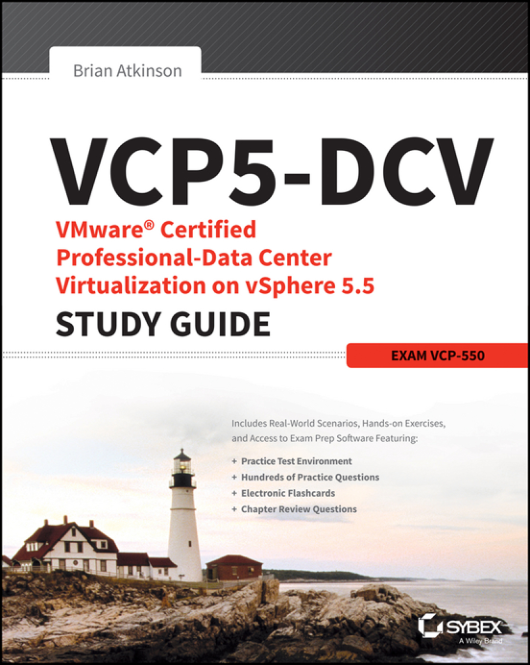 Brian Atkinson
VCP5-DCV
VMware® Certified
Professional-Data Center
Virtualization on vSphere 5.5
STUDY GUIDE
EXAM VCP-550
Includes Real-World Scenarios, Hands-on Exercises,
and Access to Exam Prep Software Featuring:
+ Practice Test Environment
+ Hundreds of Practice Questions
+ Electronic Flashcards
+ Chapter Review Questions
SYBEX
A Wiley Brand